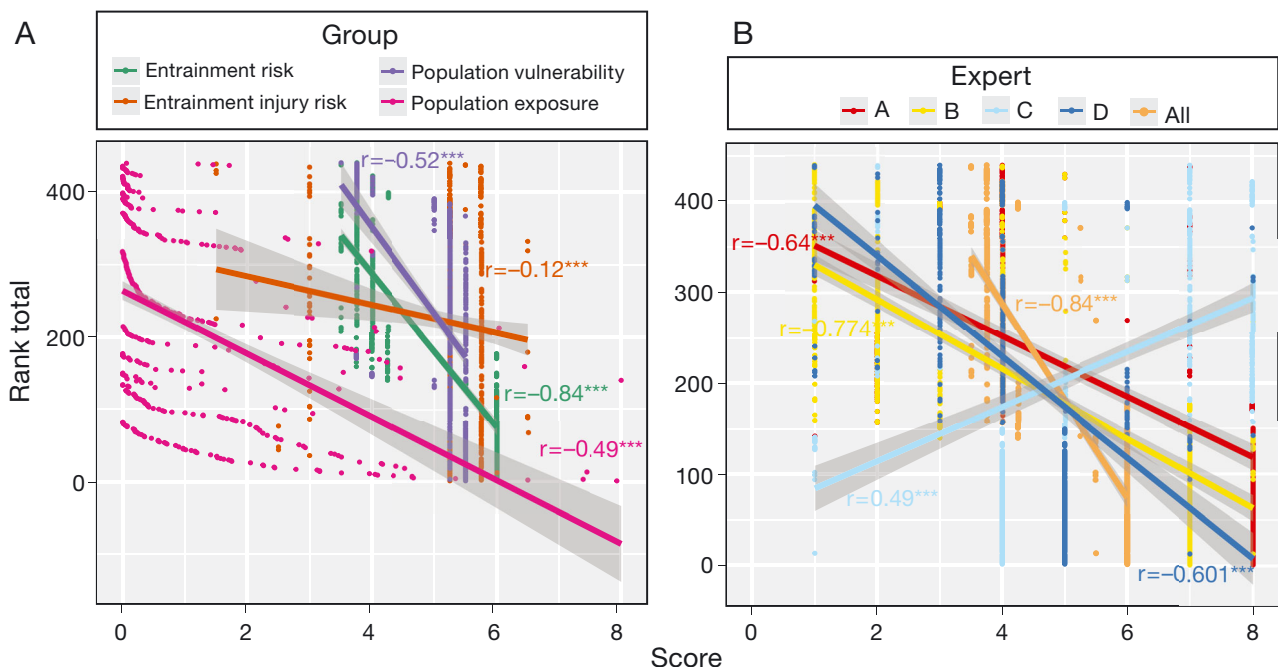 A
Group
Entrainment risk
Population vulnerability
Entrainment injury risk
Population exposure
r=−0.52***
r=−0.12***
r=−0.84***
r=−0.49***
Rank total
400
200
0
0 2 4 6 8
B
Expert
A B C D All
r=−0.64***
r=−0.84***
r=−0.774***
r=0.49***
r=−0.601***
400
300
200
100
0
0 2 4 6 8
Score